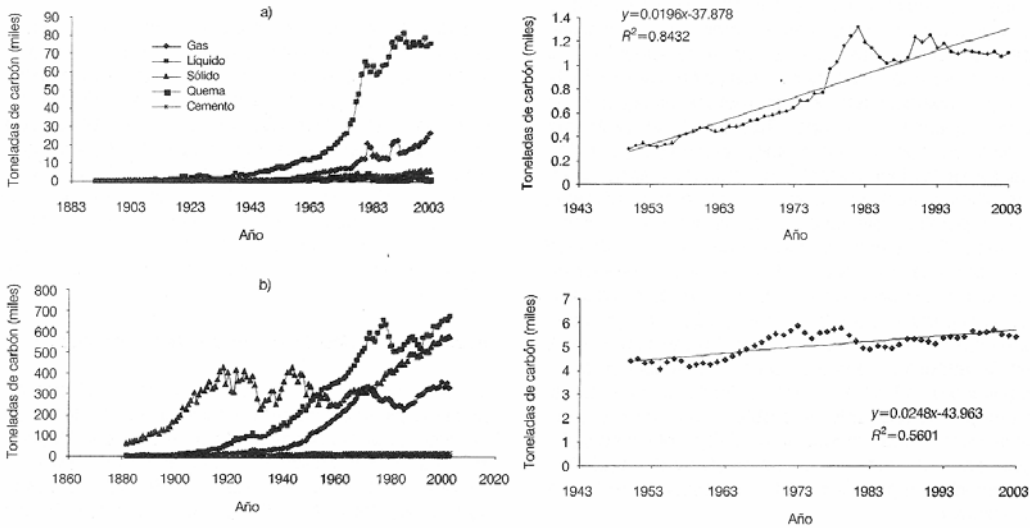 a)
Toneladas de carbón (miles)
90
80
70
60
50
40
30
20
10
0
Gas
Líquido
Sólido
Quema
Cemento
1883 1903 1923 1943 1963 1983 2003
Año
y=0.0196x-37.878
R²=0.8432
Toneladas de carbón (miles)
1.4
1.2
1
0.8
0.6
0.4
0.2
0
1943 1953 1963 1973 1983 1993 2003
Año
b)
Toneladas de carbón (miles)
800
700
600
500
400
300
200
100
0
1860 1880 1900 1920 1940 1960 1980 2000 2020
Año
Toneladas de carbón (miles)
7
6
5
4
3
2
1
0
y=0.0248x-43.963
R²=0.5601
1943 1953 1963 1973 1983 1993 2003
Año